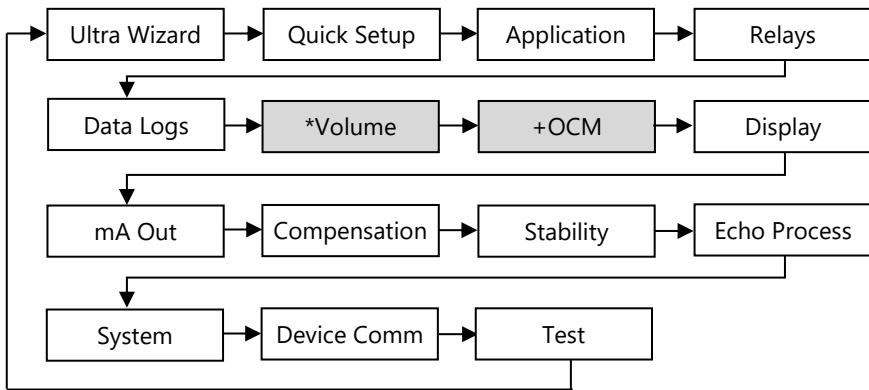 Ultra Wizard
Quick Setup
Application
Relays
Data Logs
*Volume
+OCM
Display
mA Out
Compensation
Stability
Echo Process
System
Device Comm
Test